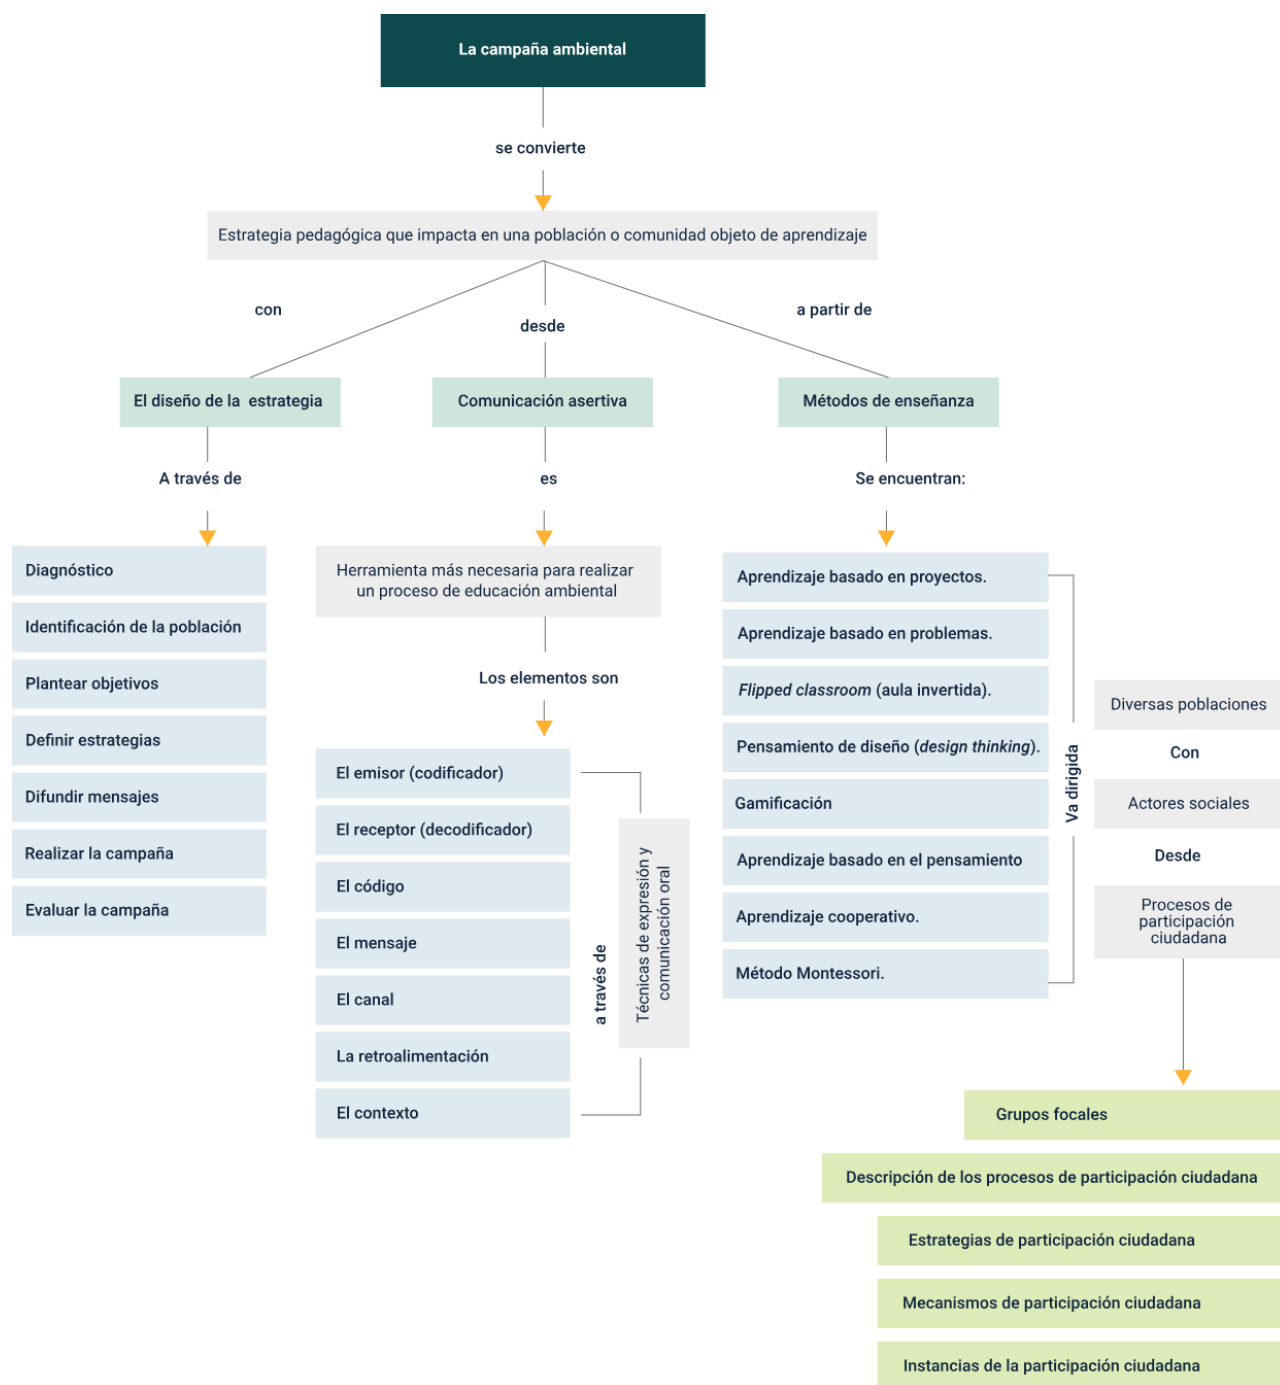 La campaña ambiental
se convierte
Estrategia pedagógica que impacta en una población o comunidad objeto de aprendizaje
con
desde
a partir de
El diseño de la estrategia
Comunicación asertiva
Métodos de enseñanza
A través de
es
Se encuentran:
Diagnóstico
Identificación de la población
Plantear objetivos
Definir estrategias
Difundir mensajes
Realizar la campaña
Evaluar la campaña
Herramienta más necesaria para realizar
un proceso de educación ambiental
Los elementos son
El emisor (codificador)
El receptor (decodificador)
El código
El mensaje
El canal
La retroalimentación
El contexto
a través de
Técnicas de expresión y
comunicación oral
Aprendizaje basado en proyectos.
Aprendizaje basado en problemas.
Flipped classroom (aula invertida).
Pensamiento de diseño (design thinking).
Gamificación
Aprendizaje basado en el pensamiento
Aprendizaje cooperativo.
Método Montessori.
Va dirigida
Diversas poblaciones
Con
Actores sociales
Desde
Procesos de
participación
ciudadana
Grupos focales
Descripción de los procesos de participación ciudadana
Estrategias de participación ciudadana
Mecanismos de participación ciudadana
Instancias de la participación ciudadana